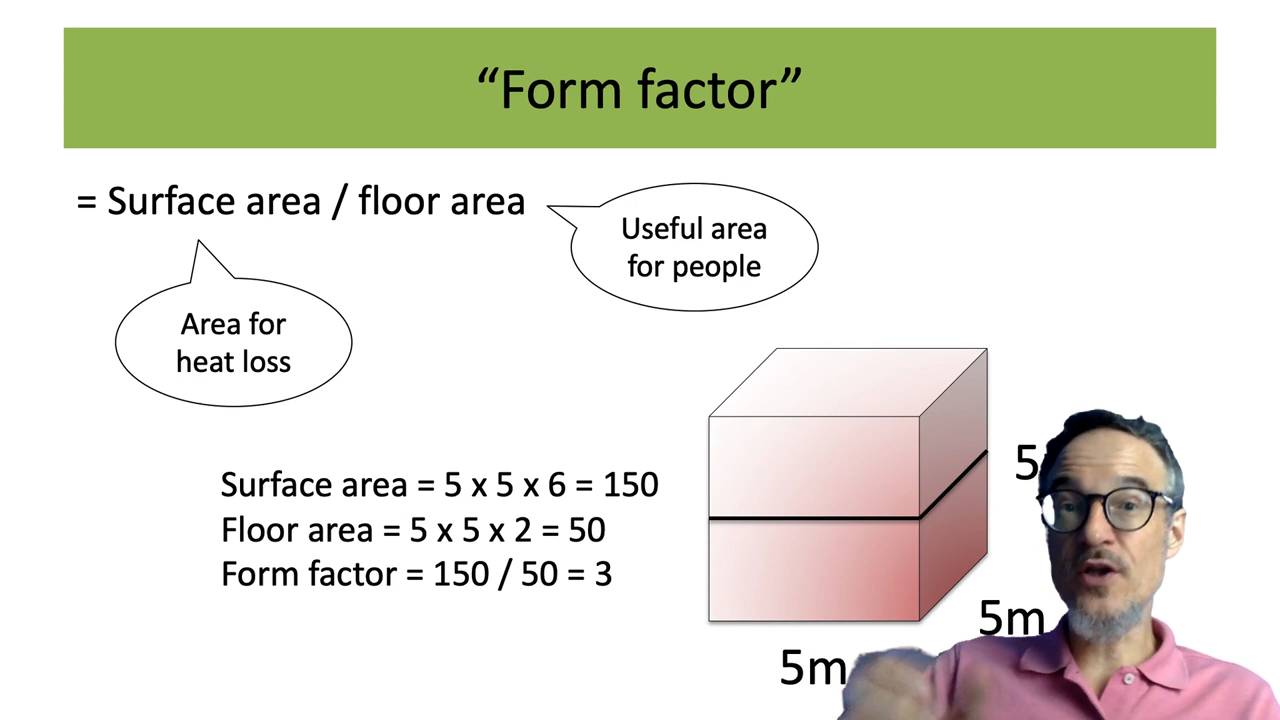 “Form factor”
= Surface area / floor area
Useful area
for people
Area for
heat loss
Surface area = 5 x 5 x 6 = 150
Floor area = 5 x 5 x 2 = 50
Form factor = 150 / 50 = 3
5
5m
5m